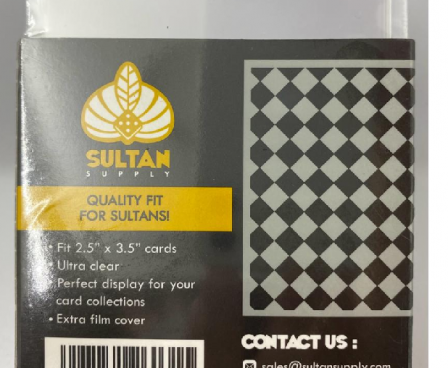 SULTAN
SUPPLY
QUALITY FIT
FOR SULTANS!
• Fit 2.5" x 3.5" cards
• Ultra clear
• Perfect display for your
card collections
• Extra film cover
CONTACT US :
sales@sultansupply.com